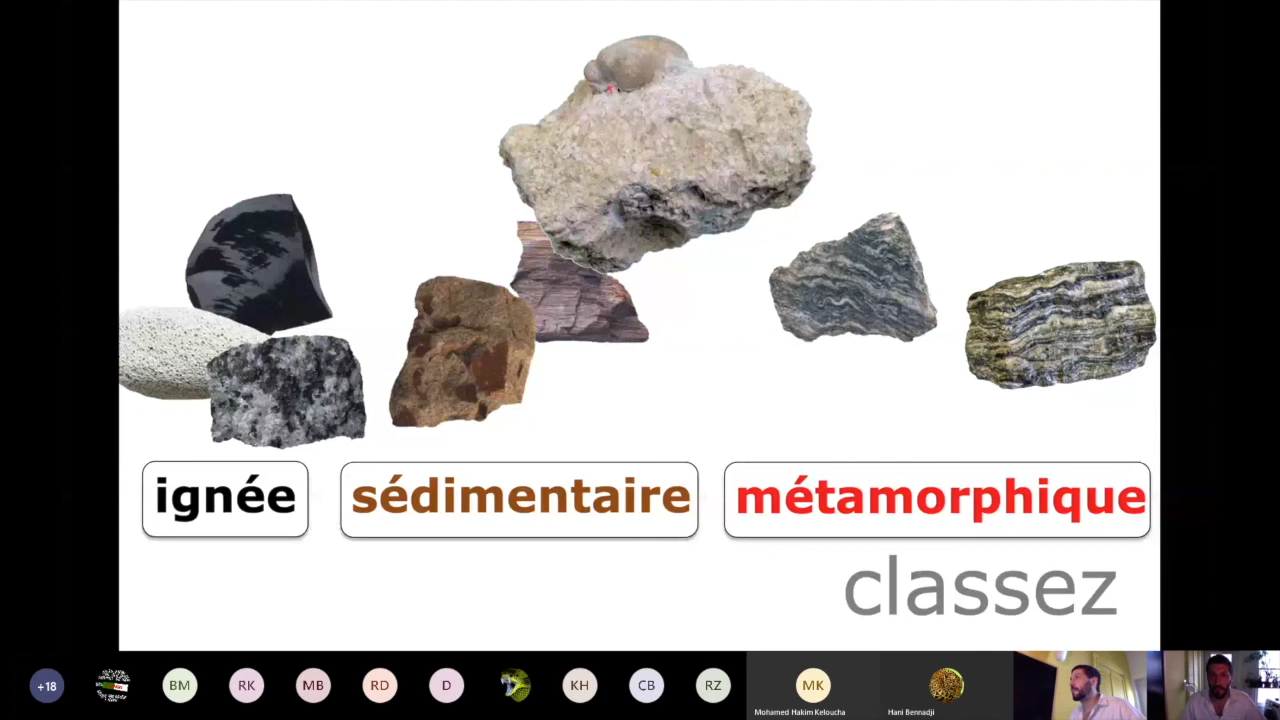 ignée
sédimentaire
métamorphique
classez
+18
BM
RK
MB
RD
D
KH
CB
RZ
MK
Mohamed Hakim Keloucha
Hani Bennadji